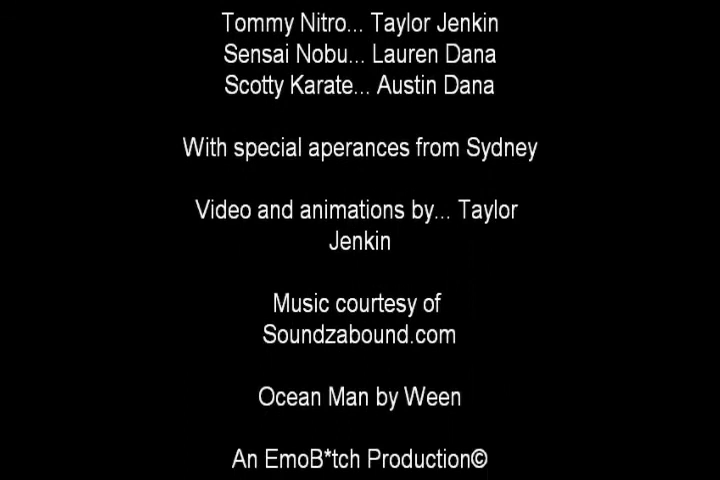 Tommy Nitro... Taylor Jenkin
Sensai Nobu... Lauren Dana
Scotty Karate... Austin Dana
With special aperances from Sydney
Video and animations by... Taylor
Jenkin
Music courtesy of
Soundzabound.com
Ocean Man by Ween
An EmoB*tch Production©